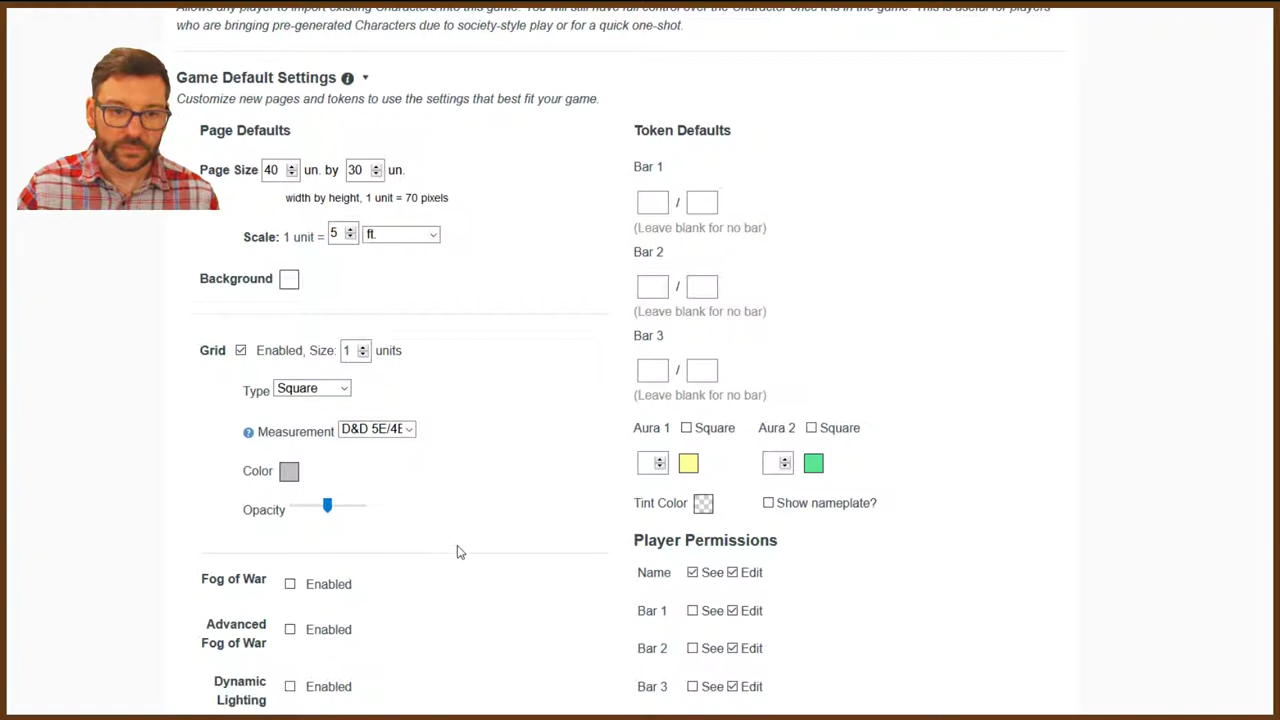 Allows any player to import existing Characters into this game. You will still have full control over the Character once it is in the game. This is useful for players
who are bringing pre-generated Characters due to society-style play or for a quick one-shot.
Game Default Settings
Customize new pages and tokens to use the settings that best fit your game.
Page Defaults
Page Size 40 un. by 30 un.
width by height, 1 unit = 70 pixels
Scale: 1 unit = 5 ft.
Background
Grid Enabled, Size: 1 units
Type Square
Measurement D&D 5E/4E
Color
Opacity
Fog of War Enabled
Advanced Fog of War Enabled
Dynamic Lighting Enabled
Token Defaults
Bar 1
/
(Leave blank for no bar)
Bar 2
/
(Leave blank for no bar)
Bar 3
/
(Leave blank for no bar)
Aura 1 Square Aura 2 Square
Tint Color Show nameplate?
Player Permissions
Name See Edit
Bar 1 See Edit
Bar 2 See Edit
Bar 3 See Edit